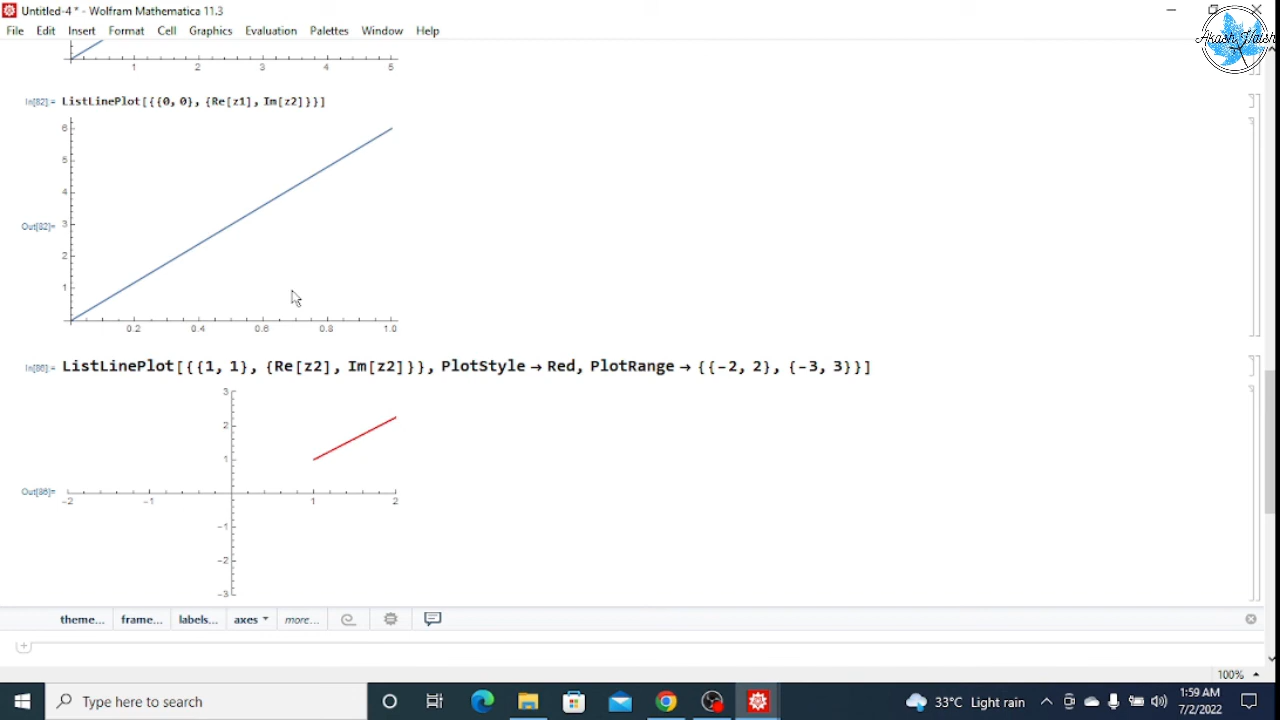 Untitled-4 * - Wolfram Mathematica 11.3
File Edit Insert Format Cell Graphics Evaluation Palettes Window Help
1 2 3 4 5
In[82]:= ListLinePlot[{{0, 0}, {Re[z1], Im[z2]}}]
6
5
4
Out[82]= 3
2
1
0.2 0.4 0.6 0.8 1.0
In[86]:= ListLinePlot[{{1, 1}, {Re[z2], Im[z2]}}, PlotStyle → Red, PlotRange → {{-2, 2}, {-3, 3}}]
3
2
1
Out[86]=
-2 -1 1 2
-1
-2
-3
theme... frame... labels... axes more...
100%
Type here to search
33°C Light rain
1:59 AM
7/2/2022